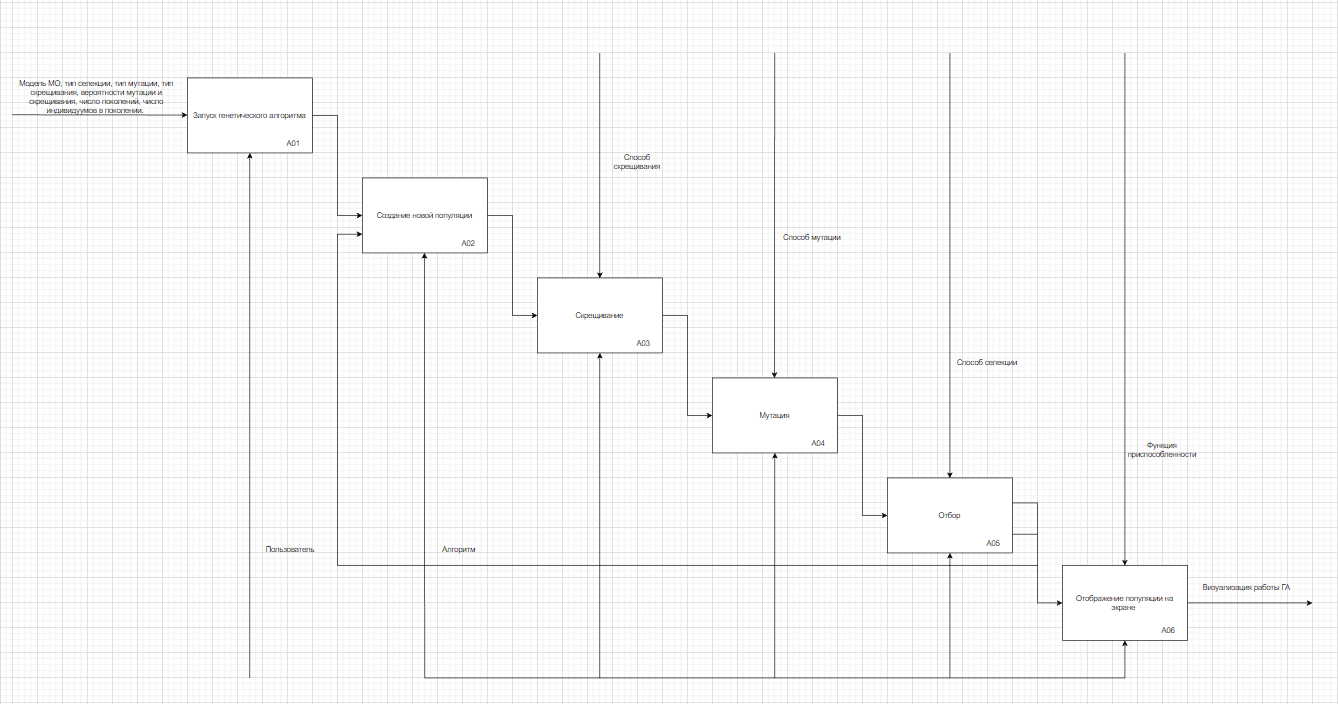 Модель МО, тип селекции, тип мутации, тип
скрещивания, вероятности мутации и
скрещивания, число поколений, число
индивидуумов в поколении.
Запуск генетического алгоритма
A01
Способ
скрещивания
Создание новой популяции
A02
Способ мутации
Скрещивание
A03
Способ селекции
Мутация
A04
Функция
приспособленности
Отбор
A05
Пользователь
Алгоритм
Визуализация работы ГА
Отображение популяции на
экране
A06